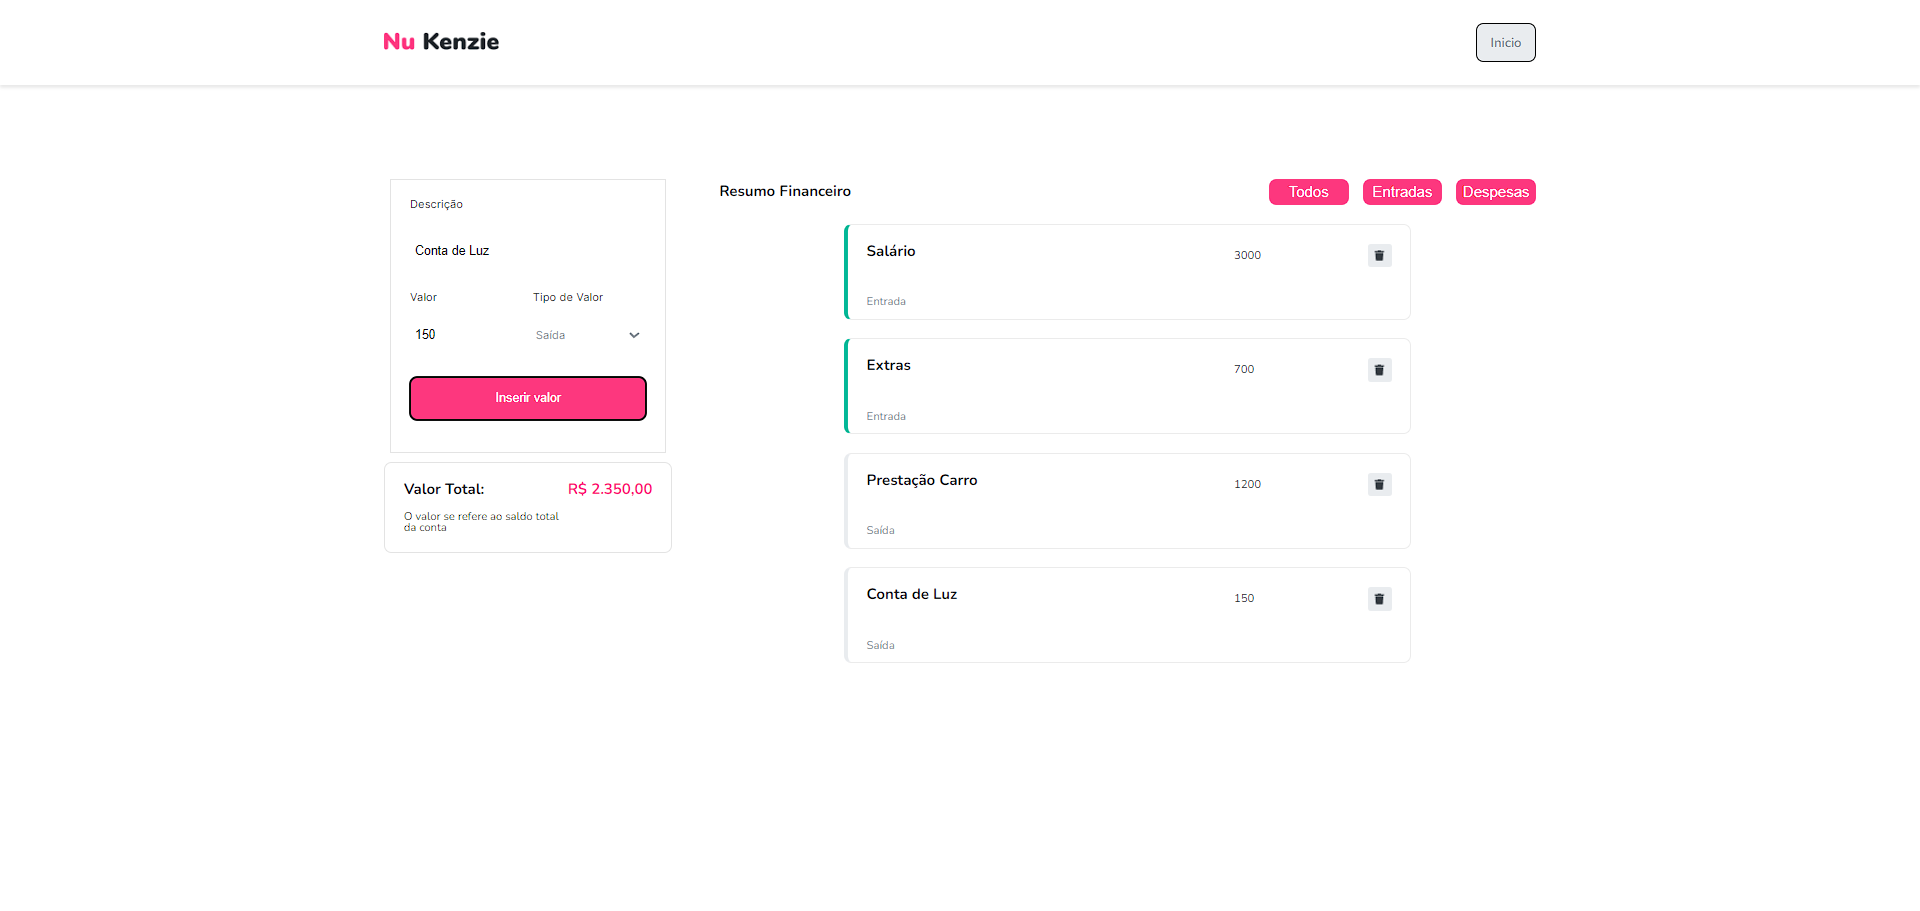 Nu Kenzie
Inicio
Descrição
Conta de Luz
Valor
Tipo de Valor
150
Saída
Inserir valor
Valor Total:
R$ 2.350,00
O valor se refere ao saldo total
da conta
Resumo Financeiro
Todos
Entradas
Despesas
Salário
3000
Entrada
Extras
700
Entrada
Prestação Carro
1200
Saída
Conta de Luz
150
Saída